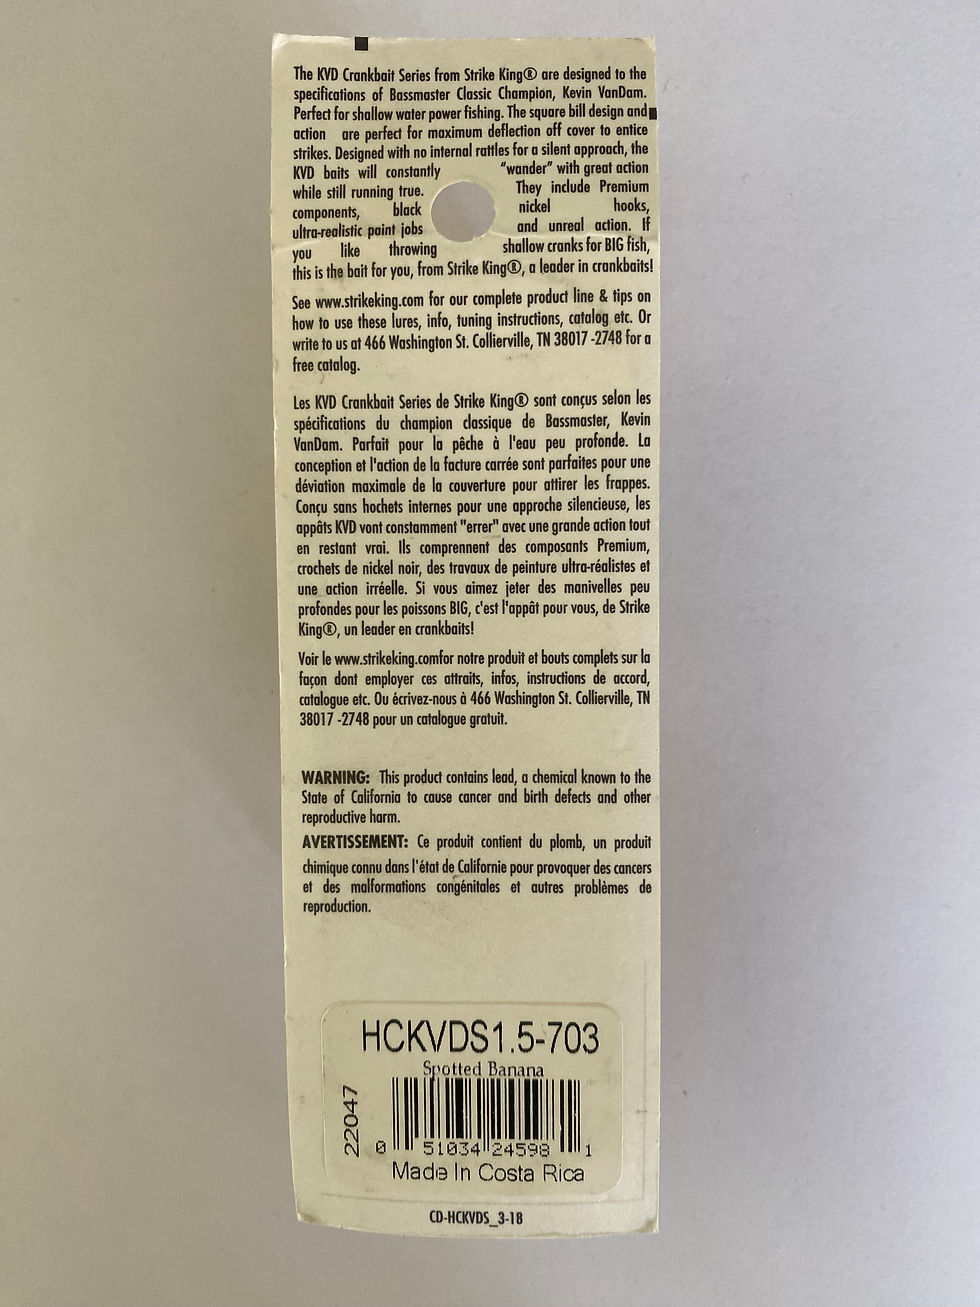 The KVD Crankbait Series from Strike King® are designed to the
specifications of Bassmaster Classic Champion, Kevin VanDam.
Perfect for shallow water power fishing. The square bill design and
action are perfect for maximum deflection off cover to entice
strikes. Designed with no internal rattles for a silent approach, the
KVD baits will constantly "wander" with great action
while still running true. They include Premium
components, black nickel hooks,
ultra-realistic paint jobs and unreal action. If
you like throwing shallow cranks for BIG fish,
this is the bait for you, from Strike King®, a leader in crankbaits!
See www.strikeking.com for our complete product line & tips on
how to use these lures, info, tuning instructions, catalog etc. Or
write to us at 466 Washington St. Collierville, TN 38017 -2748 for a
free catalog.
Les KVD Crankbait Series de Strike King® sont conçus selon les
spécifications du champion classique de Bassmaster, Kevin
VanDam. Parfait pour la pêche à l'eau peu profonde. La
conception et l'action de la facture carrée sont parfaites pour une
déviation maximale de la couverture pour attirer les frappes.
Conçu sans hochets internes pour une approche silencieuse, les
appâts KVD vont constamment "errer" avec une grande action tout
en restant vrai. Ils comprennent des composants Premium,
crochets de nickel noir, des travaux de peinture ultra-réalistes et
une action irréelle. Si vous aimez jeter des manivelles peu
profondes pour les poissons BIG, c'est l'appât pour vous, de Strike
King®, un leader en crankbaits!
Voir le www.strikeking.comfor notre produit et bouts complets sur la
façon dont employer ces attraits, infos, instructions de accord,
catalogue etc. Ou écrivez-nous à 466 Washington St. Collierville, TN
38017 -2748 pour un catalogue gratuit.
WARNING: This product contains lead, a chemical known to the
State of California to cause cancer and birth defects and other
reproductive harm.
AVERTISSEMENT: Ce produit contient du plomb, un produit
chimique connu dans l'état de Californie pour provoquer des cancers
et des malformations congénitales et autres problèmes de
reproduction.
HCKVDS1.5-703
Spotted Banana
22047
0 51034 24598 1
Made In Costa Rica
CD-HCKVDS_3-18